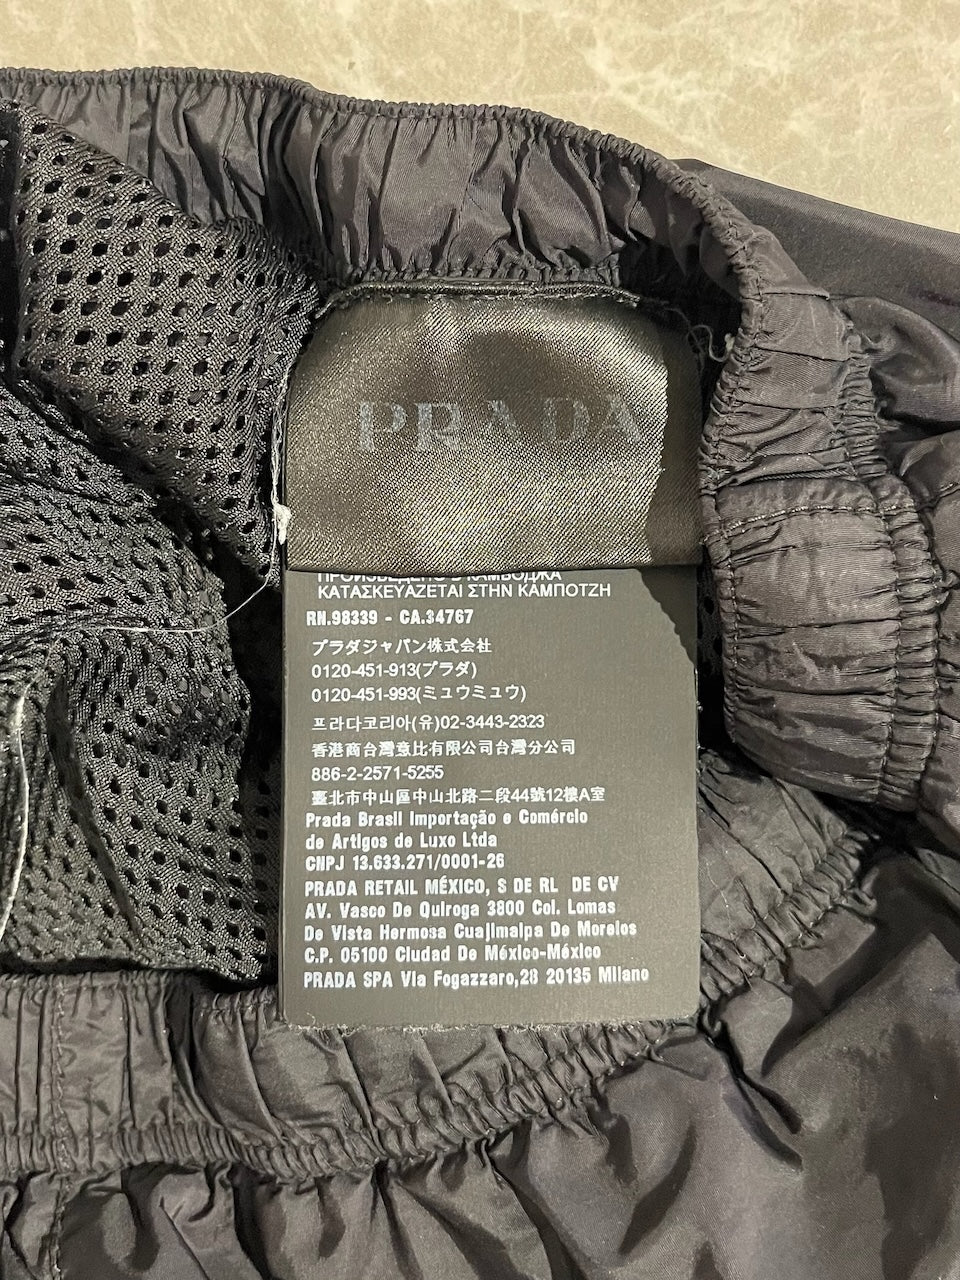 PRADA
ПРОИЗВЕДЕНО В КАМБОДЖА
ΚΑΤΑΣΚΕΥΑΖΕΤΑΙ ΣΤΗΝ ΚΑΜΠΟΤΖΗ
RN.98339 - CA.34767
プラダジャパン株式会社
0120-451-913(プラダ)
0120-451-993(ミュウミュウ)
프라다코리아(유)02-3443-2323
香港商台灣意比有限公司台灣分公司
886-2-2571-5255
臺北市中山區中山北路二段44號12樓A室
Prada Brasil Importação e Comércio
de Artigos de Luxo Ltda
CNPJ 13.633.271/0001-26
PRADA RETAIL MÉXICO, S DE RL DE CV
AV. Vasco De Quiroga 3800 Col. Lomas
De Vista Hermosa Cuajimalpa De Morelos
C.P. 05100 Ciudad De México-México
PRADA SPA Via Fogazzaro,28 20135 Milano